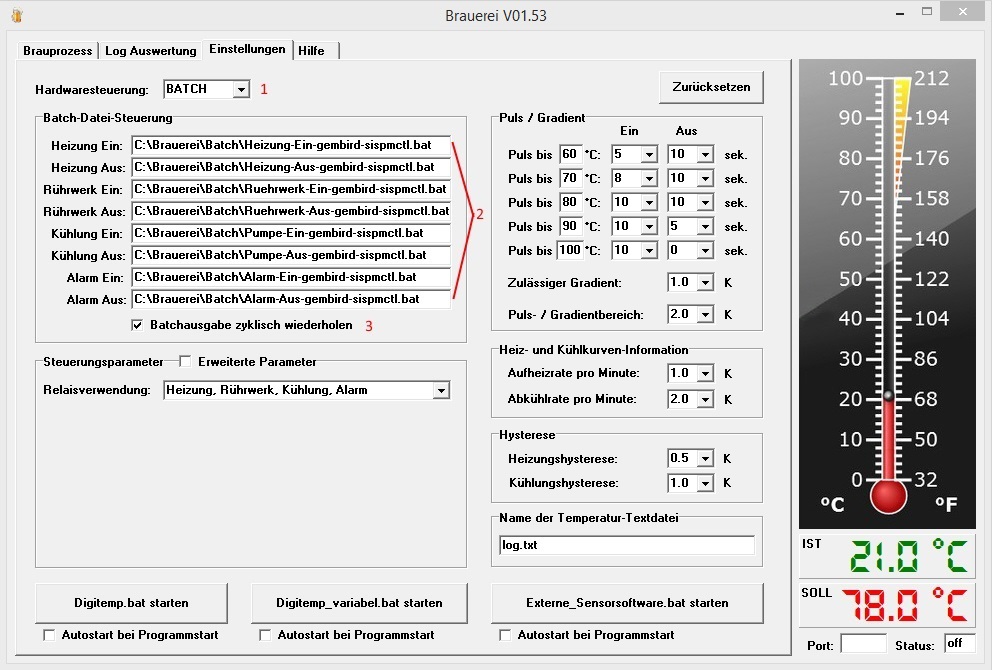 Brauerei V01.53
Brauprozess Log Auswertung Einstellungen Hilfe
Hardwaresteuerung: BATCH 1
Zurücksetzen
Batch-Datei-Steuerung
Heizung Ein: C:\Brauerei\Batch\Heizung-Ein-gembird-sispmctl.bat
Heizung Aus: C:\Brauerei\Batch\Heizung-Aus-gembird-sispmctl.bat
Rührwerk Ein: C:\Brauerei\Batch\Ruehrwerk-Ein-gembird-sispmctl.bat
Rührwerk Aus: C:\Brauerei\Batch\Ruehrwerk-Aus-gembird-sispmctl.bat
2
Kühlung Ein: C:\Brauerei\Batch\Pumpe-Ein-gembird-sispmctl.bat
Kühlung Aus: C:\Brauerei\Batch\Pumpe-Aus-gembird-sispmctl.bat
Alarm Ein: C:\Brauerei\Batch\Alarm-Ein-gembird-sispmctl.bat
Alarm Aus: C:\Brauerei\Batch\Alarm-Aus-gembird-sispmctl.bat
Batchausgabe zyklisch wiederholen 3
Steuerungsparameter Erweiterte Parameter
Relaisverwendung: Heizung, Rührwerk, Kühlung, Alarm
Puls / Gradient
Ein Aus
Puls bis 60 °C: 5 10 sek.
Puls bis 70 °C: 8 10 sek.
Puls bis 80 °C: 10 10 sek.
Puls bis 90 °C: 10 5 sek.
Puls bis 100 °C: 10 0 sek.
Zulässiger Gradient: 1.0 K
Puls- / Gradientbereich: 2.0 K
Heiz- und Kühlkurven-Information
Aufheizrate pro Minute: 1.0 K
Abkühlrate pro Minute: 2.0 K
Hysterese
Heizungshysterese: 0.5 K
Kühlungshysterese: 1.0 K
Name der Temperatur-Textdatei
log.txt
Digitemp.bat starten
Digitemp_variabel.bat starten
Externe_Sensorsoftware.bat starten
Autostart bei Programmstart
Autostart bei Programmstart
Autostart bei Programmstart
100 212
90 194
80 176
70 158
60 140
50 122
40 104
30 86
20 68
10 50
0 32
°C °F
IST 21.0 °C
SOLL 78.0 °C
Port: Status: off